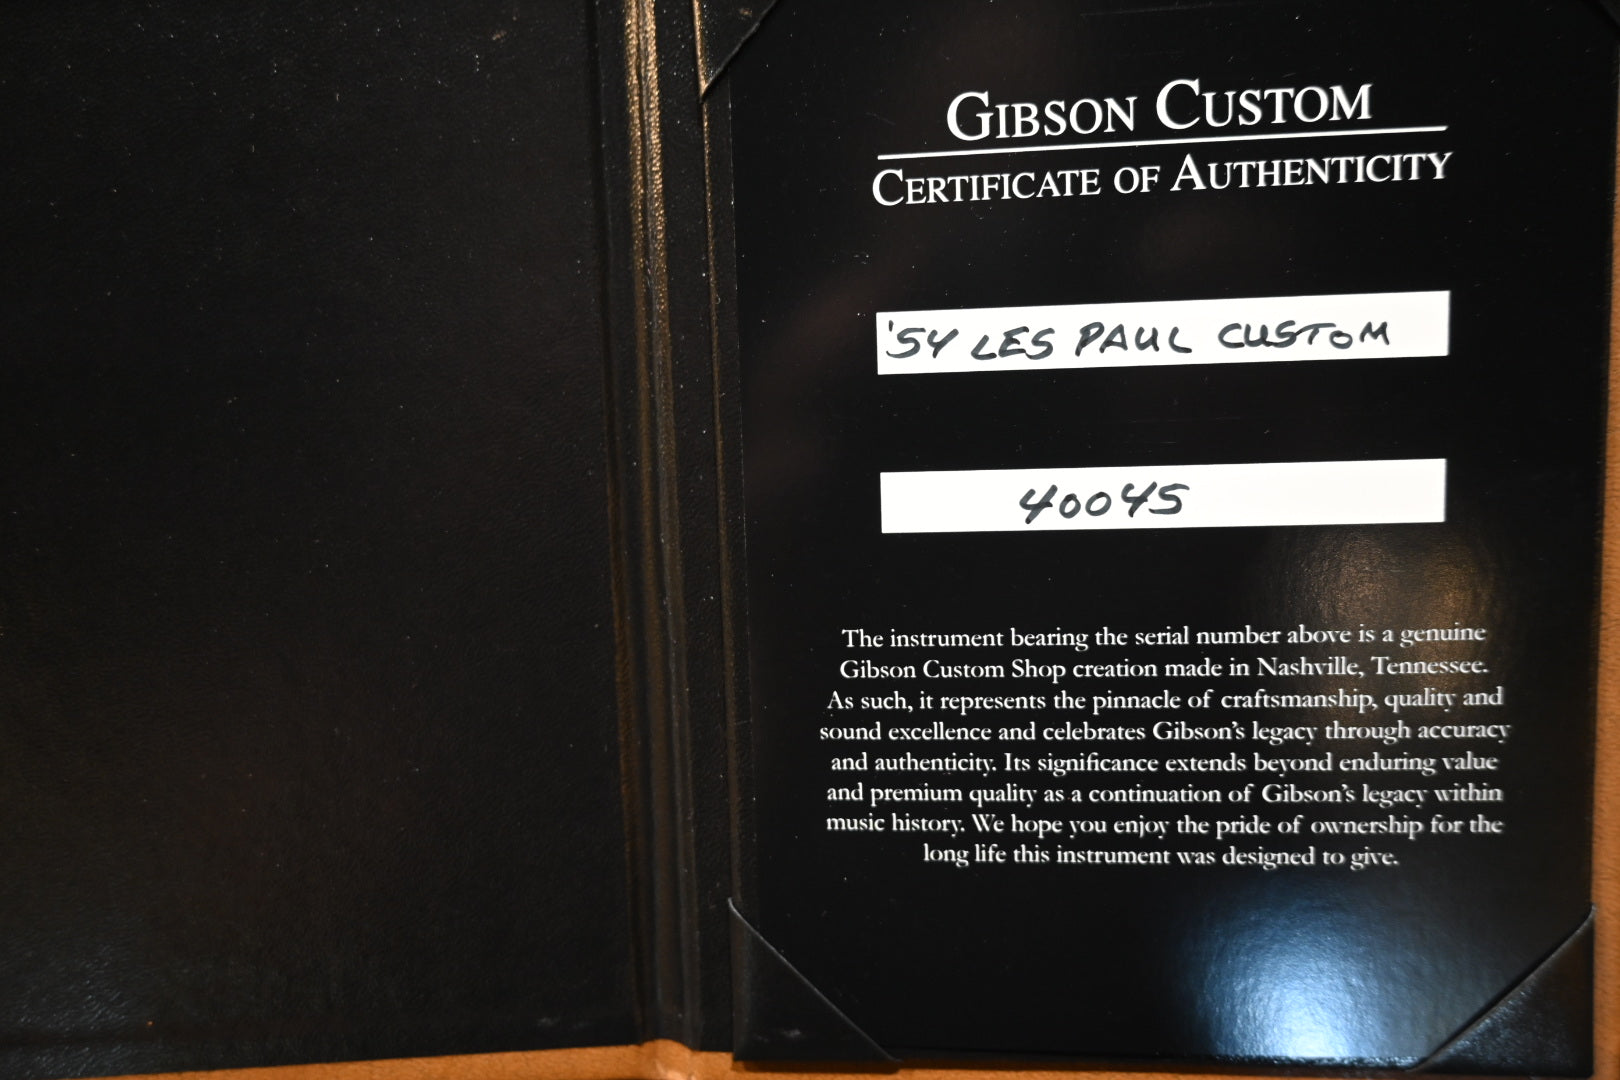 GIBSON CUSTOM
CERTIFICATE OF AUTHENTICITY
'54 LES PAUL CUSTOM
40045
The instrument bearing the serial number above is a genuine
Gibson Custom Shop creation made in Nashville, Tennessee.
As such, it represents the pinnacle of craftsmanship, quality and
sound excellence and celebrates Gibson's legacy through accuracy
and authenticity. Its significance extends beyond enduring value
and premium quality as a continuation of Gibson's legacy within
music history. We hope you enjoy the pride of ownership for the
long life this instrument was designed to give.